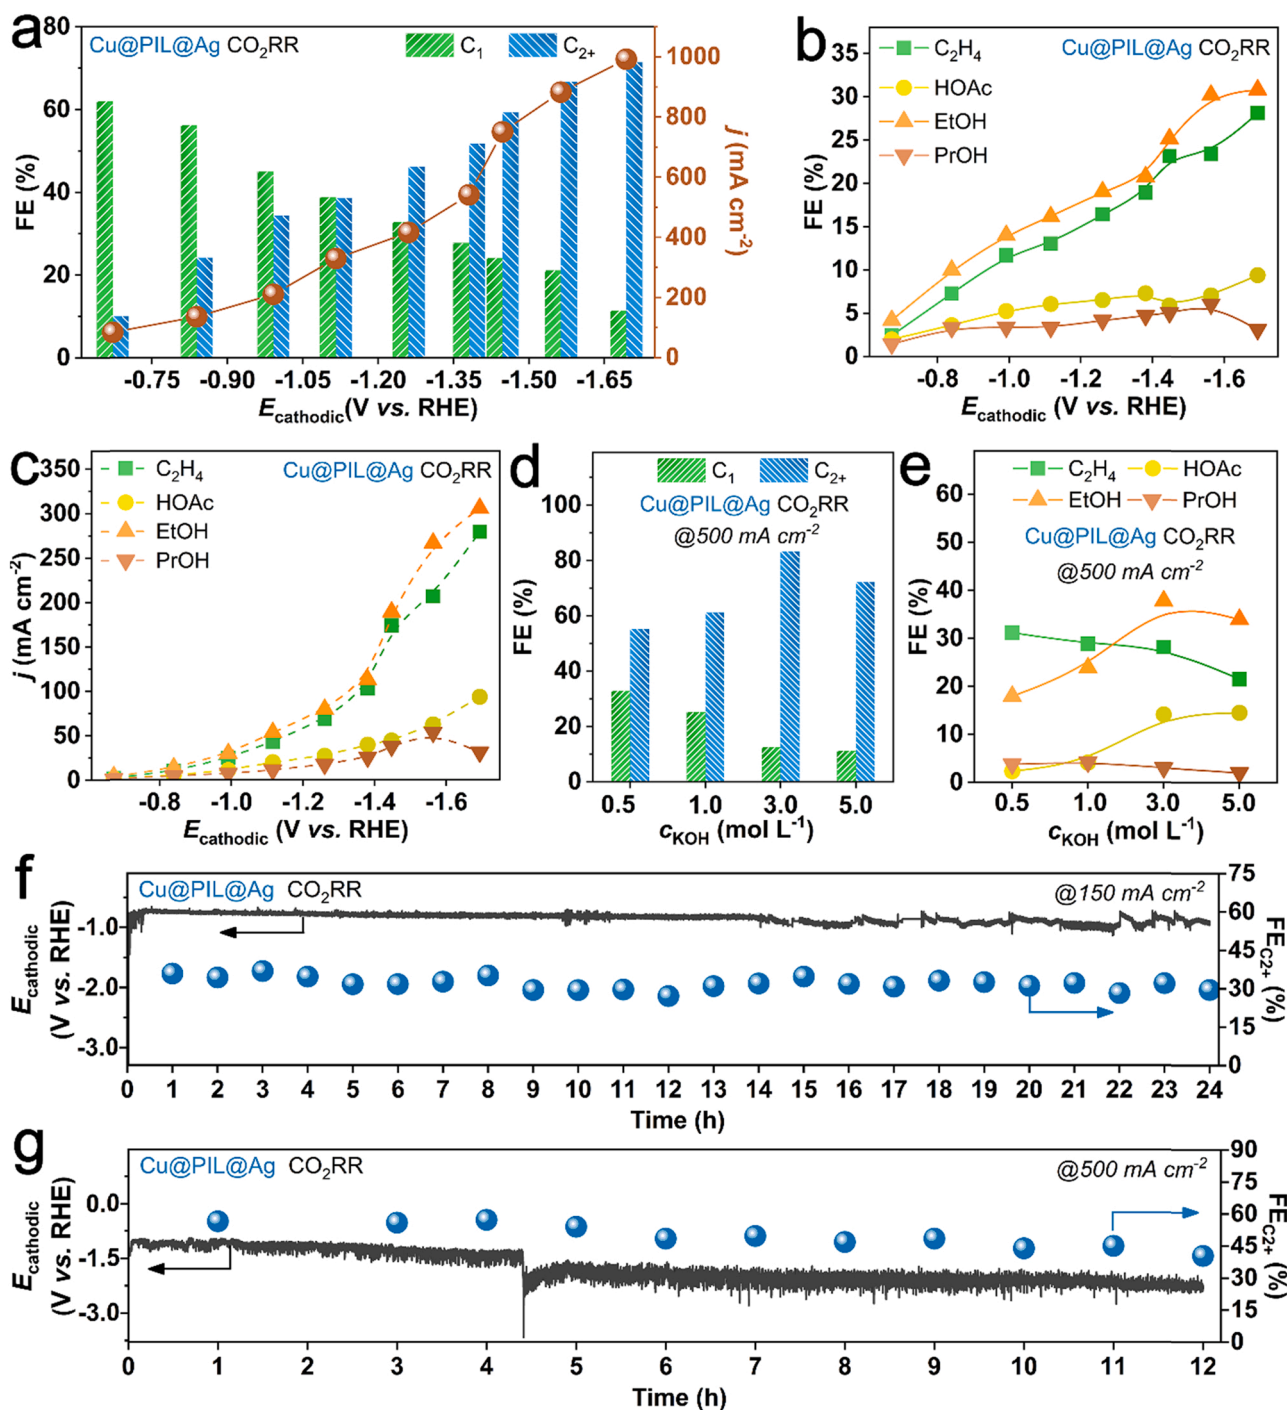 a
Cu@PIL@Ag CO₂RR
C₁
C₂₊
FE (%)
80
60
40
20
0
1000
800
600
400
200
0
j (mA cm⁻²)
-0.75 -0.90 -1.05 -1.20 -1.35 -1.50 -1.65
E cathodic (V vs. RHE)
b
C₂H₄
HOAc
EtOH
PrOH
Cu@PIL@Ag CO₂RR
FE (%)
35
30
25
20
15
10
5
0
-0.8 -1.0 -1.2 -1.4 -1.6
E cathodic (V vs. RHE)
c
C₂H₄
HOAc
EtOH
PrOH
Cu@PIL@Ag CO₂RR
j (mA cm⁻²)
350
300
250
200
150
100
50
0
-0.8 -1.0 -1.2 -1.4 -1.6
E cathodic (V vs. RHE)
d
C₁
C₂₊
Cu@PIL@Ag CO₂RR
@500 mA cm⁻²
FE (%)
100
80
60
40
20
0
0.5 1.0 3.0 5.0
c KOH (mol L⁻¹)
e
C₂H₄
HOAc
EtOH
PrOH
Cu@PIL@Ag CO₂RR
@500 mA cm⁻²
FE (%)
60
50
40
30
20
10
0
0.5 1.0 3.0 5.0
c KOH (mol L⁻¹)
f
Cu@PIL@Ag CO₂RR
@150 mA cm⁻²
E cathodic
(V vs. RHE)
-1.0
-2.0
-3.0
75
60
45
30
15
0
FE C2+
(%)
0 1 2 3 4 5 6 7 8 9 10 11 12 13 14 15 16 17 18 19 20 21 22 23 24
Time (h)
g
Cu@PIL@Ag CO₂RR
@500 mA cm⁻²
E cathodic
(V vs. RHE)
0.0
-1.5
-3.0
90
75
60
45
30
15
0
FE C2+
(%)
0 1 2 3 4 5 6 7 8 9 10 11 12
Time (h)